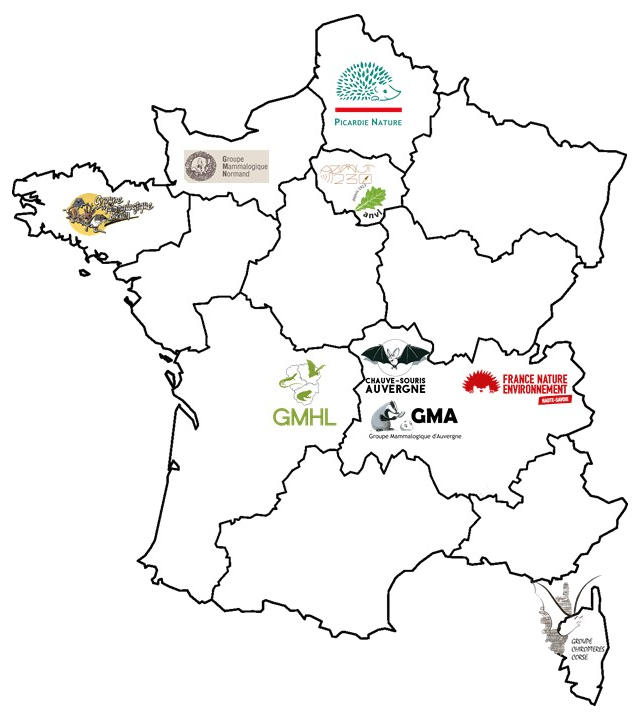 PICARDIE NATURE
Groupe
Mammalogique
Normand
anvl
Groupe
Mammalogique
Breton
CHAUVE-SOURIS
AUVERGNE
FRANCE NATURE
ENVIRONNEMENT
HAUTE-SAVOIE
GMHL
GMA
Groupe Mammalogique d'Auvergne
GROUPE
CHIROPTÈRES
CORSE